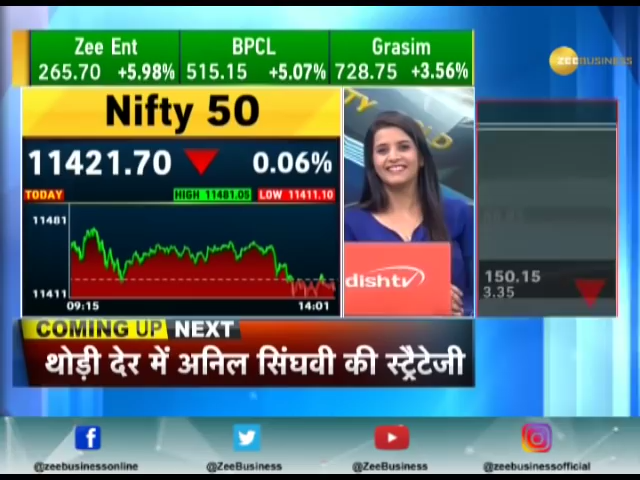 Zee Ent
BPCL
Grasim
265.70 +5.98%
515.15 +5.07%
728.75 +3.56%
ZEEBUSINESS
Nifty 50
11421.70 0.06%
TODAY
HIGH 11481.05
LOW 11411.10
11481
11411
09:15
14:01
dishtv
150.15
3.35
COMING UP NEXT
थोड़ी देर में अनिल सिंघवी की स्ट्रैटेजी
@zeebusinessonline
@ZeeBusiness
@ZeeBusiness
@zeebusinessofficial